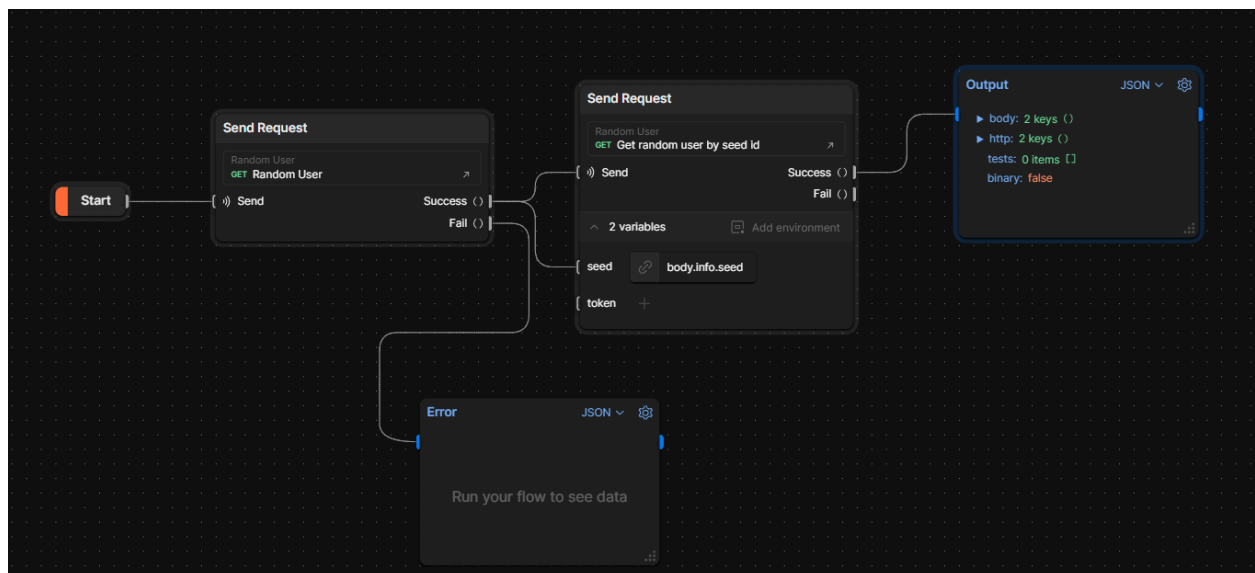 Start
Send Request
Random User
GET Random User
Send
Success ()
Fail ()
Send Request
Random User
GET Get random user by seed id
Send
Success ()
Fail ()
2 variables
Add environment
seed
body.info.seed
token
Output
JSON
body: 2 keys ()
http: 2 keys ()
tests: 0 items []
binary: false
Error
JSON
Run your flow to see data